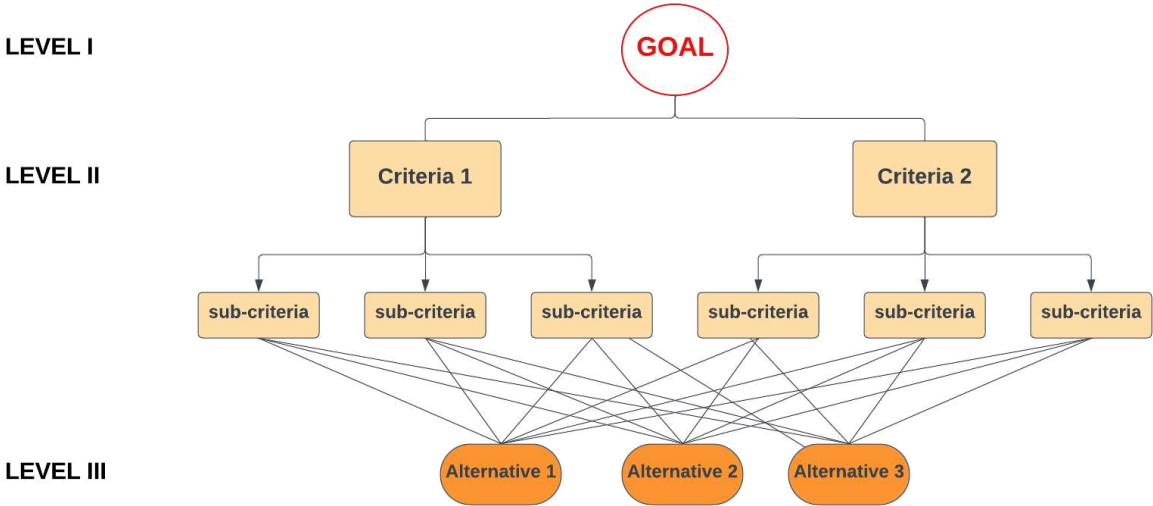 LEVEL I
GOAL
LEVEL II
Criteria 1
Criteria 2
sub-criteria
sub-criteria
sub-criteria
sub-criteria
sub-criteria
sub-criteria
LEVEL III
Alternative 1
Alternative 2
Alternative 3